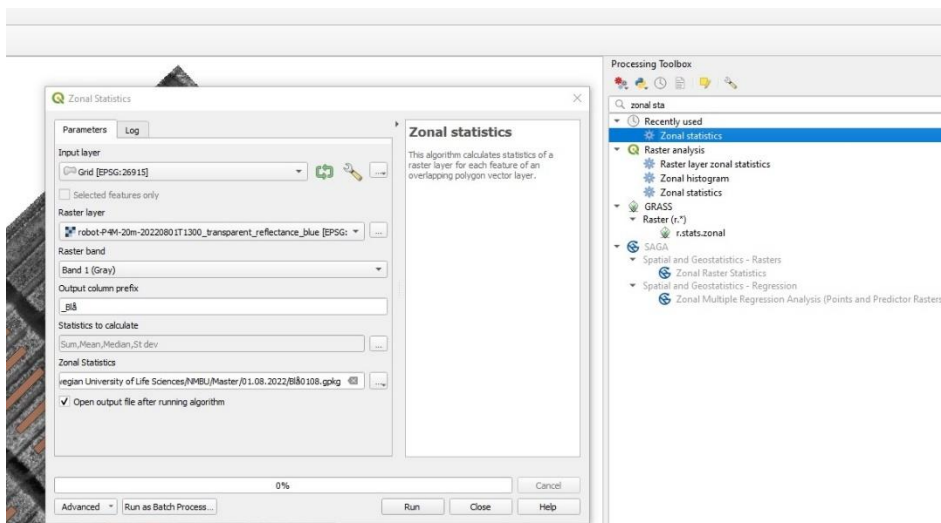 Zonal Statistics
Parameters
Log
Input layer
Grid [EPSG:26915]
Selected features only
Raster layer
robot-P4M-20m-20220801T1300_transparent_reflectance_blue [EPSG:
Raster band
Band 1 (Gray)
Output column prefix
_Blå
Statistics to calculate
Sum,Mean,Median,St dev
Zonal Statistics
vegian University of Life Sciences/NMBU/Master/01.08.2022/Blå0108.gpkg
Open output file after running algorithm
Zonal statistics
This algorithm calculates statistics of a
raster layer for each feature of an
overlapping polygon vector layer.
0%
Cancel
Advanced
Run as Batch Process...
Run
Close
Help
Processing Toolbox
zonal sta
Recently used
Zonal statistics
Raster analysis
Raster layer zonal statistics
Zonal histogram
Zonal statistics
GRASS
Raster (r.*)
r.stats.zonal
SAGA
Spatial and Geostatistics - Rasters
Zonal Raster Statistics
Spatial and Geostatistics - Regression
Zonal Multiple Regression Analysis (Points and Predictor Rasters